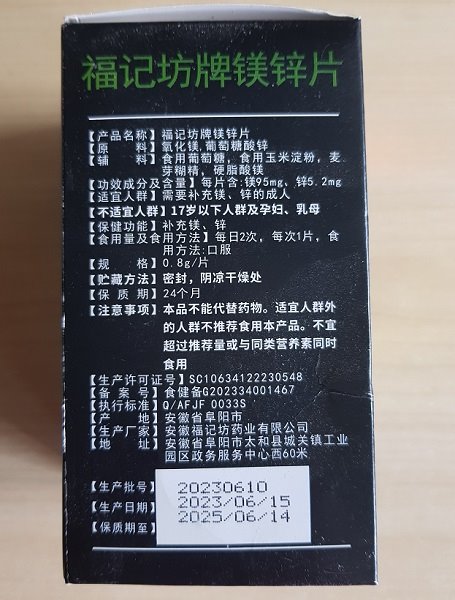 福记坊牌镁锌片
【产品名称】福记坊牌镁锌片
【原 料】氧化镁,葡萄糖酸锌
【辅 料】食用葡萄糖，食用玉米淀粉，麦
芽糊精，硬脂酸镁
【功效成分及含量】每片含:镁95mg、锌5.2mg
【适宜人群】需要补充镁、锌的成人
【不适宜人群】17岁以下人群及孕妇、乳母
【保健功能】补充镁、锌
【食用量及食用方法】每日2次，每次1片，食
用方法:口服
【规 格】0.8g/片
【贮藏方法】密封，阴凉干燥处
【保 质 期】24个月
【注意事项】本品不能代替药物。适宜人群外
的人群不推荐食用本产品。不宜
超过推荐量或与同类营养素同时
食用
【生产许可证号】SC10634122230548
【备 案 号】食健备G202334001467
【执行标准】Q/AFJF 0033S
【产 地】安徽省阜阳市
【生产厂家】安徽福记坊药业有限公司
【地 址】安徽省阜阳市太和县城关镇工业
园区政务服务中心西60米
【生产批号】20230610
【生产日期】2023/06/15
【保质期至】2025/06/14